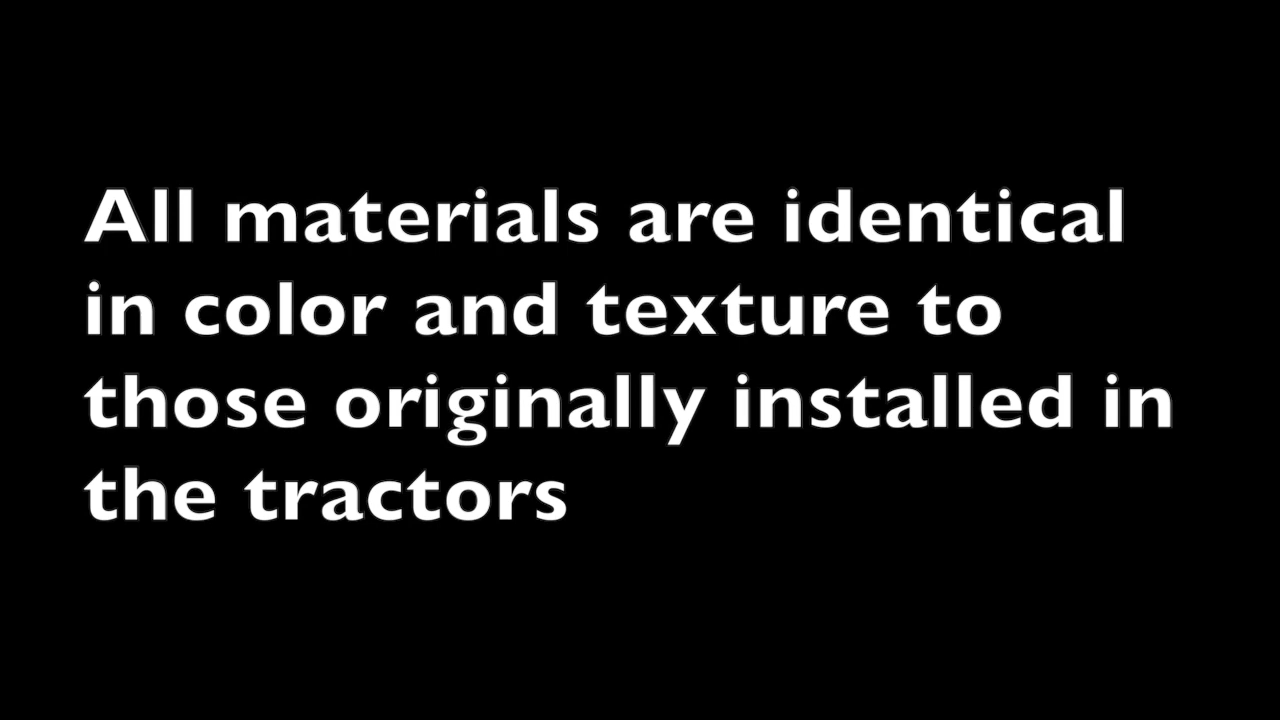 All materials are identical
in color and texture to
those originally installed in
the tractors